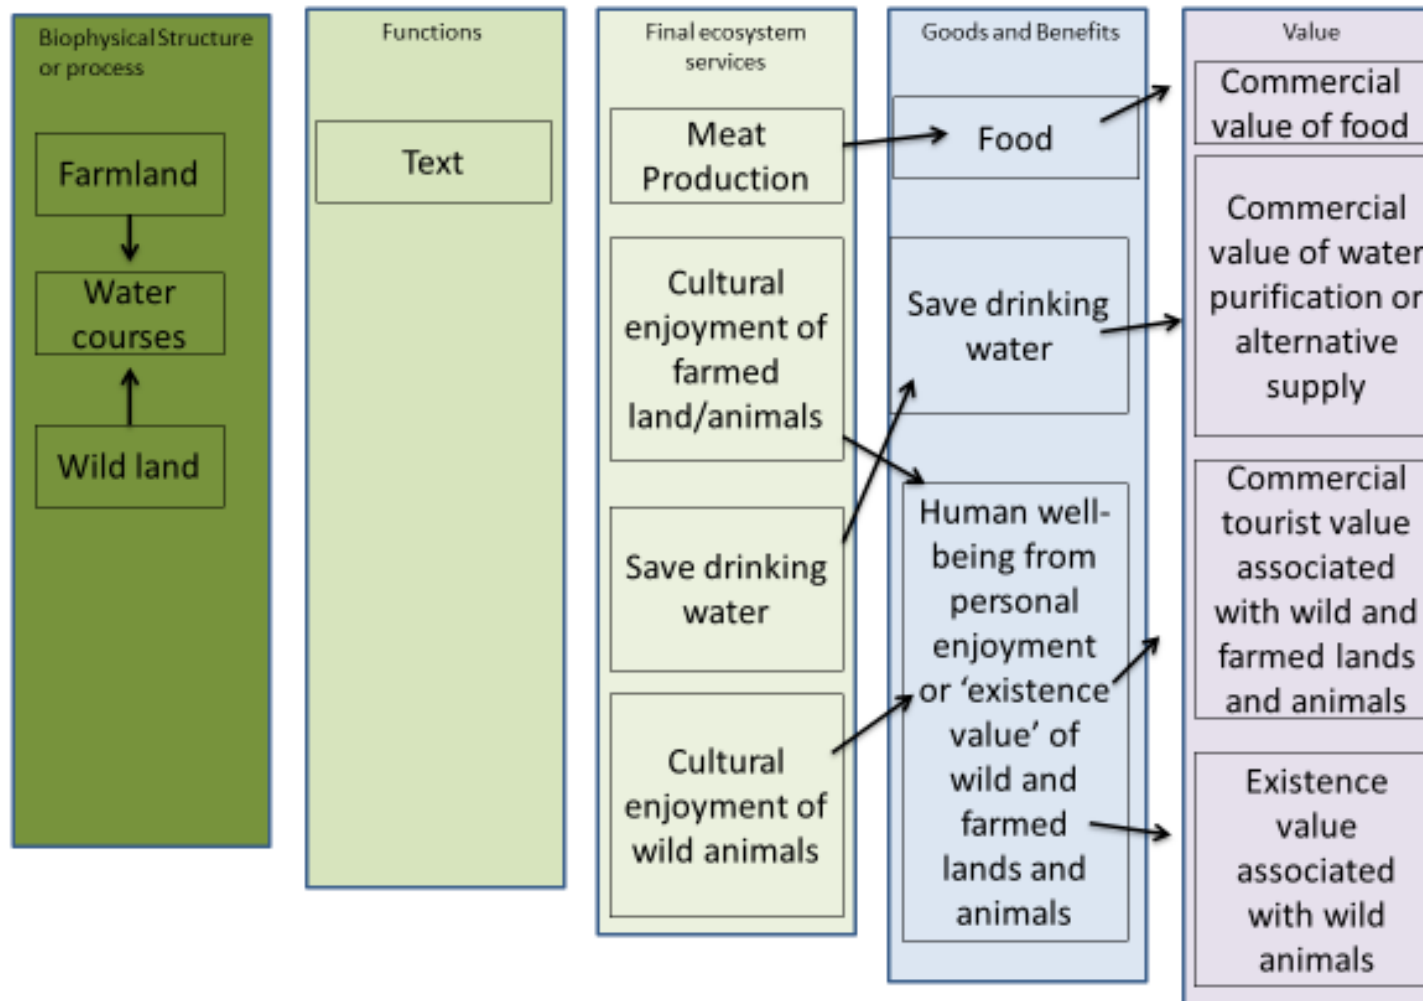 Biophysical Structure
or process
Farmland
Water
courses
Wild land
Functions
Text
Final ecosystem
services
Meat
Production
Cultural
enjoyment of
farmed
land/animals
Save drinking
water
Cultural
enjoyment of
wild animals
Goods and Benefits
Food
Save drinking
water
Human well-
being from
personal
enjoyment
or ‘existence
value’ of
wild and
farmed
lands and
animals
Value
Commercial
value of food
Commercial
value of water
purification or
alternative
supply
Commercial
tourist value
associated
with wild and
farmed lands
and animals
Existence
value
associated
with wild
animals